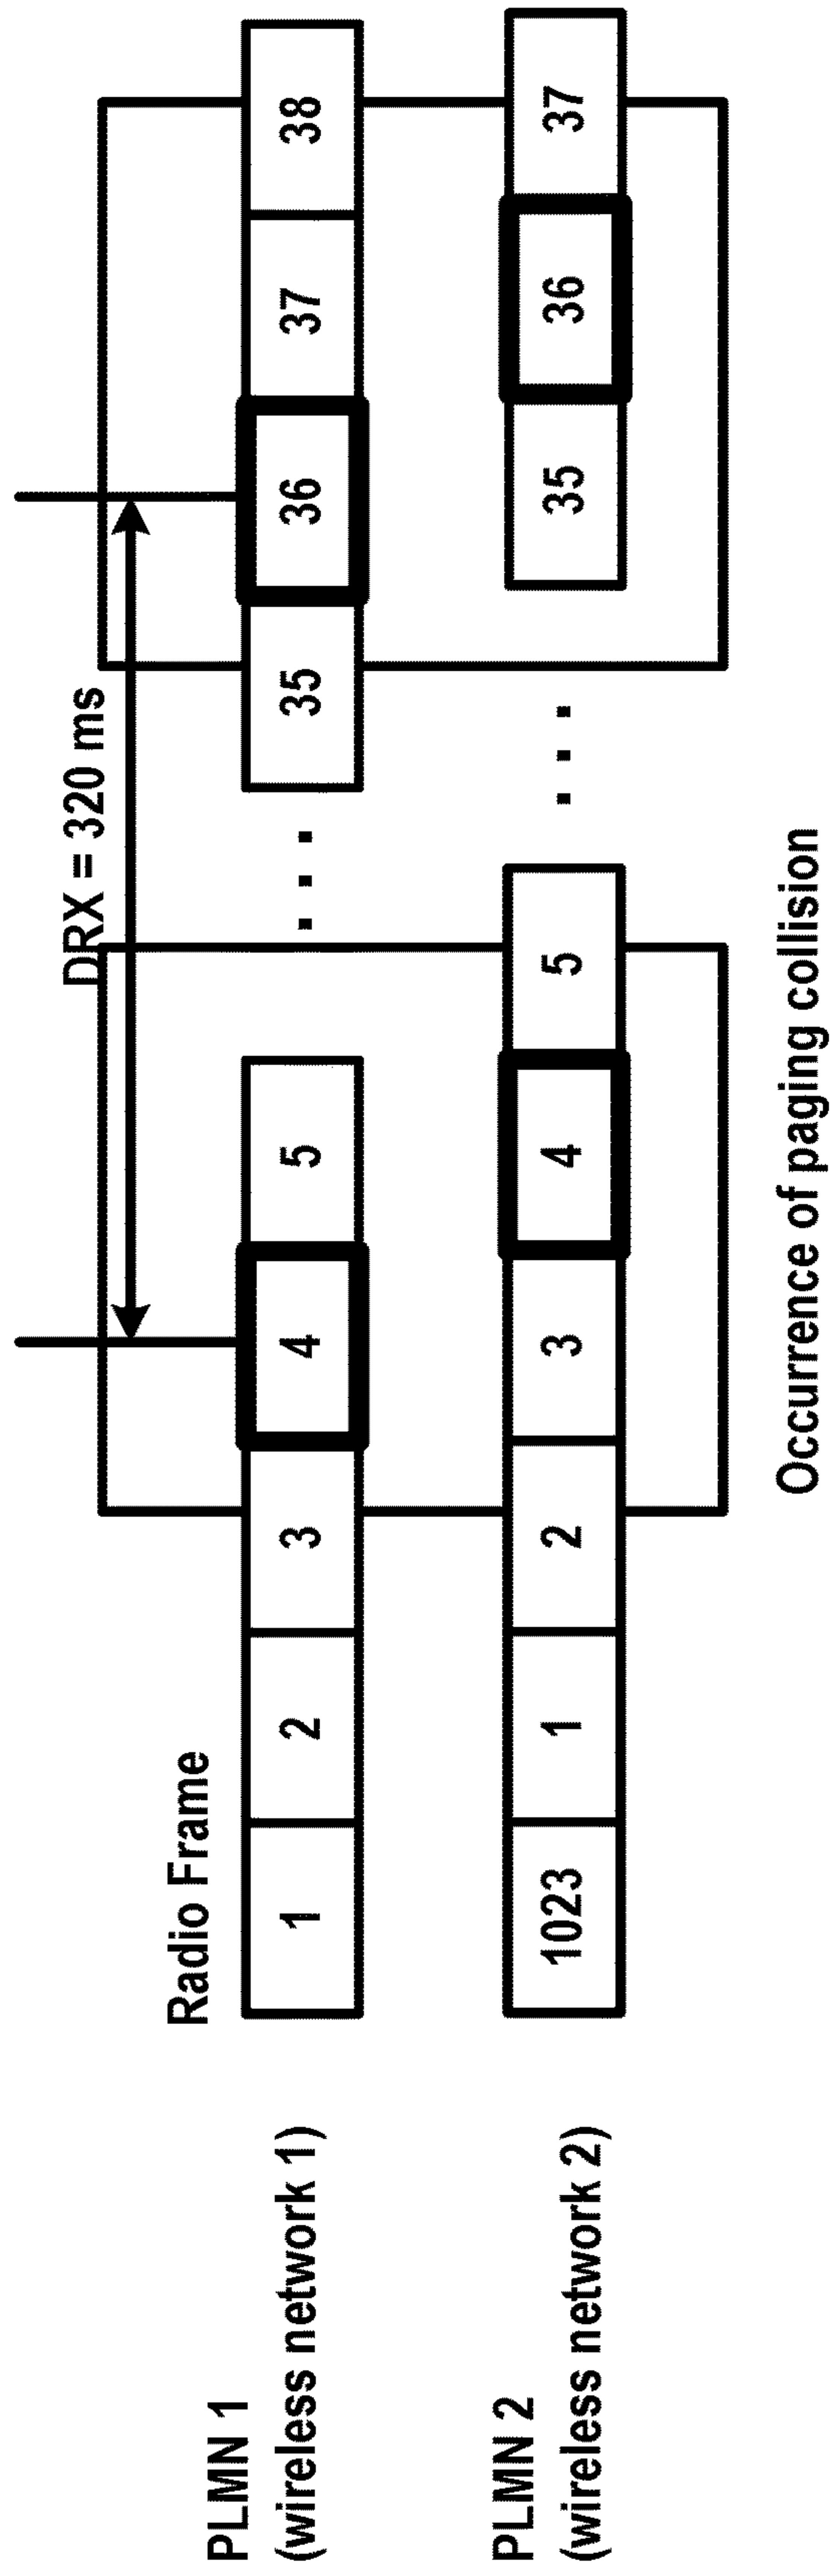 DRX = 320 ms
Radio Frame
PLMN 1
(wireless network 1)
1 2 3 4 5 ... 35 36 37 38
PLMN 2
(wireless network 2)
1023 1 2 3 4 5 ... 35 36 37
Occurrence of paging collision